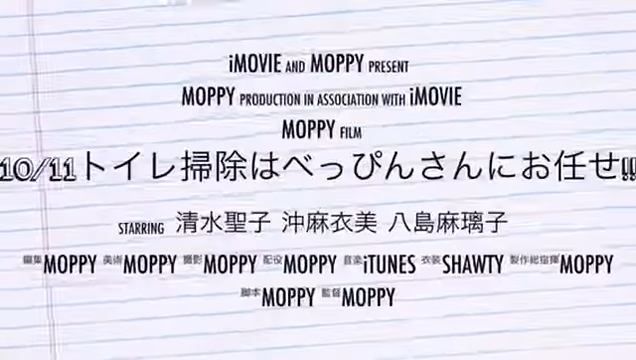 iMOVIE AND MOPPY PRESENT
MOPPY PRODUCTION IN ASSOCIATION WITH iMOVIE
MOPPY FILM
10/11トイレ掃除はべっぴんさんにお任せ!!
STARRING 清水聖子 沖麻衣美 八島麻璃子
編集MOPPY 美術MOPPY 撮影MOPPY 配役MOPPY 音楽iTUNES 衣装SHAWTY 製作総指揮MOPPY
脚本MOPPY 監督MOPPY